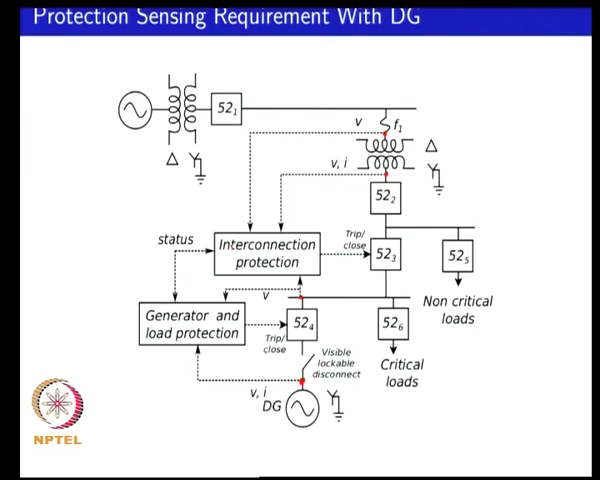 Protection Sensing Requirement With DG
52₁
v
f₁
Δ
Y
Δ
Y
v, i
52₂
status
Interconnection
protection
Trip/
close
52₃
52₅
v
Non critical
loads
Generator and
load protection
Trip/
close
52₄
52₆
Visible
lockable
disconnect
Critical
loads
v, i
DG
Y
NPTEL